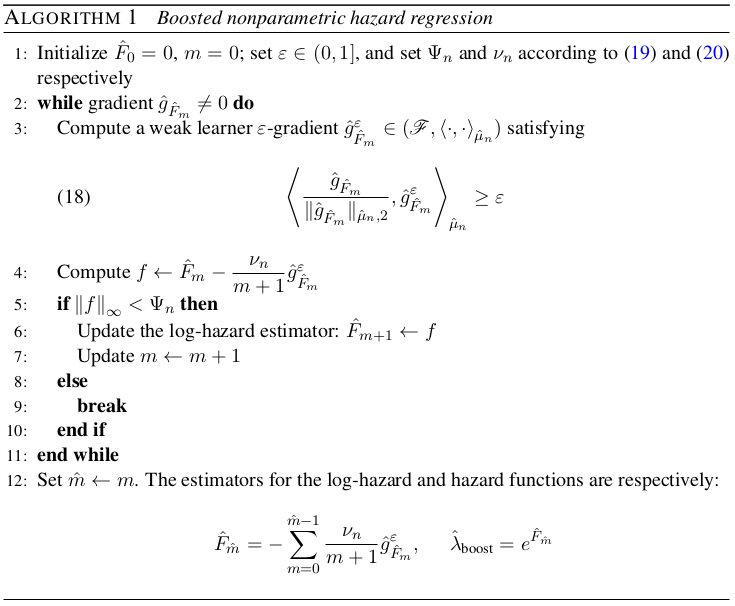 ALGORITHM 1 Boosted nonparametric hazard regression
1: Initialize $\hat{F}_0 = 0$, $m = 0$; set $\varepsilon \in (0, 1]$, and set $\Psi_n$ and $\nu_n$ according to (19) and (20)
respectively
2: while gradient $\hat{g}_{\hat{F}_m} \neq 0$ do
3: Compute a weak learner $\varepsilon$-gradient $\hat{g}^{\varepsilon}_{\hat{F}_m} \in (\mathscr{F}, \langle \cdot, \cdot \rangle_{\hat{\mu}_n})$ satisfying
(18) $\left\langle \frac{\hat{g}_{\hat{F}_m}}{\|\hat{g}_{\hat{F}_m}\|_{\hat{\mu}_n,2}}, \hat{g}^{\varepsilon}_{\hat{F}_m} \right\rangle_{\hat{\mu}_n} \geq \varepsilon$
4: Compute $f \leftarrow \hat{F}_m - \frac{\nu_n}{m+1} \hat{g}^{\varepsilon}_{\hat{F}_m}$
5: if $\|f\|_{\infty} < \Psi_n$ then
6: Update the log-hazard estimator: $\hat{F}_{m+1} \leftarrow f$
7: Update $m \leftarrow m + 1$
8: else
9: break
10: end if
11: end while
12: Set $\hat{m} \leftarrow m$. The estimators for the log-hazard and hazard functions are respectively:
$\hat{F}_{\hat{m}} = -\sum_{m=0}^{\hat{m}-1} \frac{\nu_n}{m+1} \hat{g}^{\varepsilon}_{\hat{F}_m}, \quad \hat{\lambda}_{\text{boost}} = e^{\hat{F}_{\hat{m}}}$